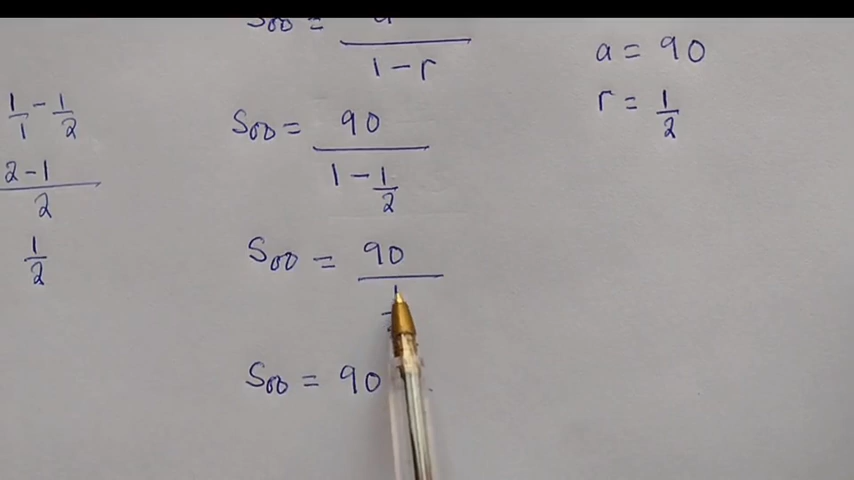 S∞ = a / 1 - r
a = 90
r = 1/2
1/1 - 1/2
2 - 1 / 2
1/2
S∞ = 90 / 1 - 1/2
S∞ = 90 / 1
S∞ = 90